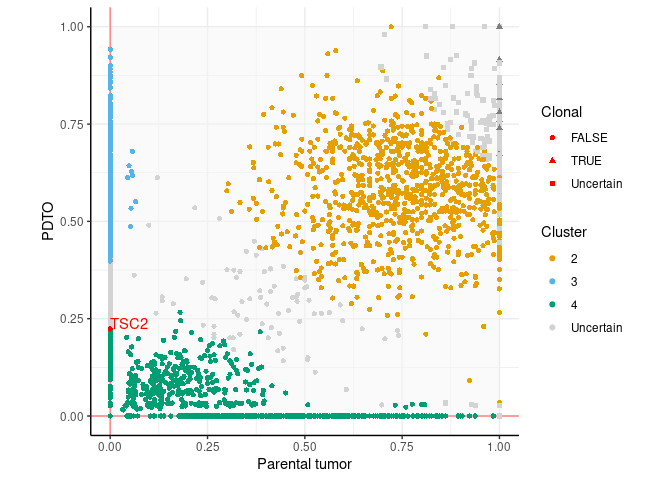 1.00
0.75
0.50
0.25
0.00
PDTO
TSC2
0.00 0.25 0.50 0.75 1.00
Parental tumor
Clonal
FALSE
TRUE
Uncertain
Cluster
2
3
4
Uncertain